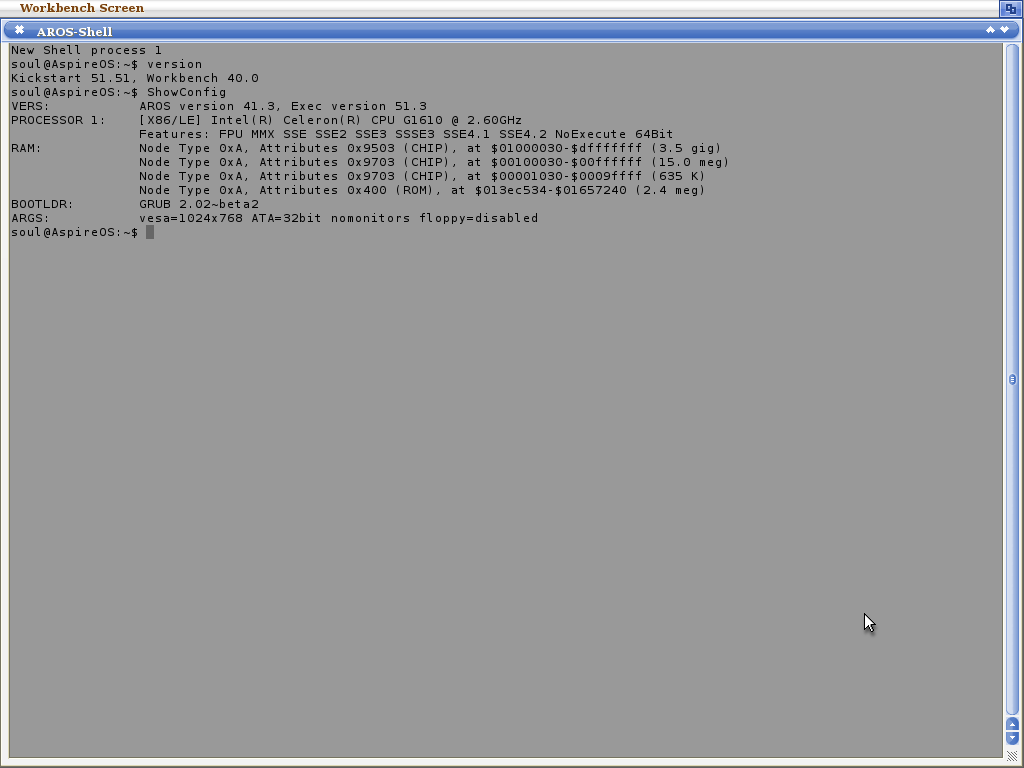 Workbench Screen
AROS-Shell
New Shell process 1
soul@AspireOS:~$ version
Kickstart 51.51, Workbench 40.0
soul@AspireOS:~$ ShowConfig
VERS: AROS version 41.3, Exec version 51.3
PROCESSOR 1: [X86/LE] Intel(R) Celeron(R) CPU G1610 @ 2.60GHz
Features: FPU MMX SSE SSE2 SSE3 SSSE3 SSE4.1 SSE4.2 NoExecute 64Bit
RAM: Node Type 0xA, Attributes 0x9503 (CHIP), at $01000030-$dfffffff (3.5 gig)
Node Type 0xA, Attributes 0x9703 (CHIP), at $00100030-$00ffffff (15.0 meg)
Node Type 0xA, Attributes 0x9703 (CHIP), at $00001030-$0009ffff (635 K)
Node Type 0xA, Attributes 0x400 (ROM), at $013ec534-$01657240 (2.4 meg)
BOOTLDR: GRUB 2.02~beta2
ARGS: vesa=1024x768 ATA=32bit nomonitors floppy=disabled
soul@AspireOS:~$